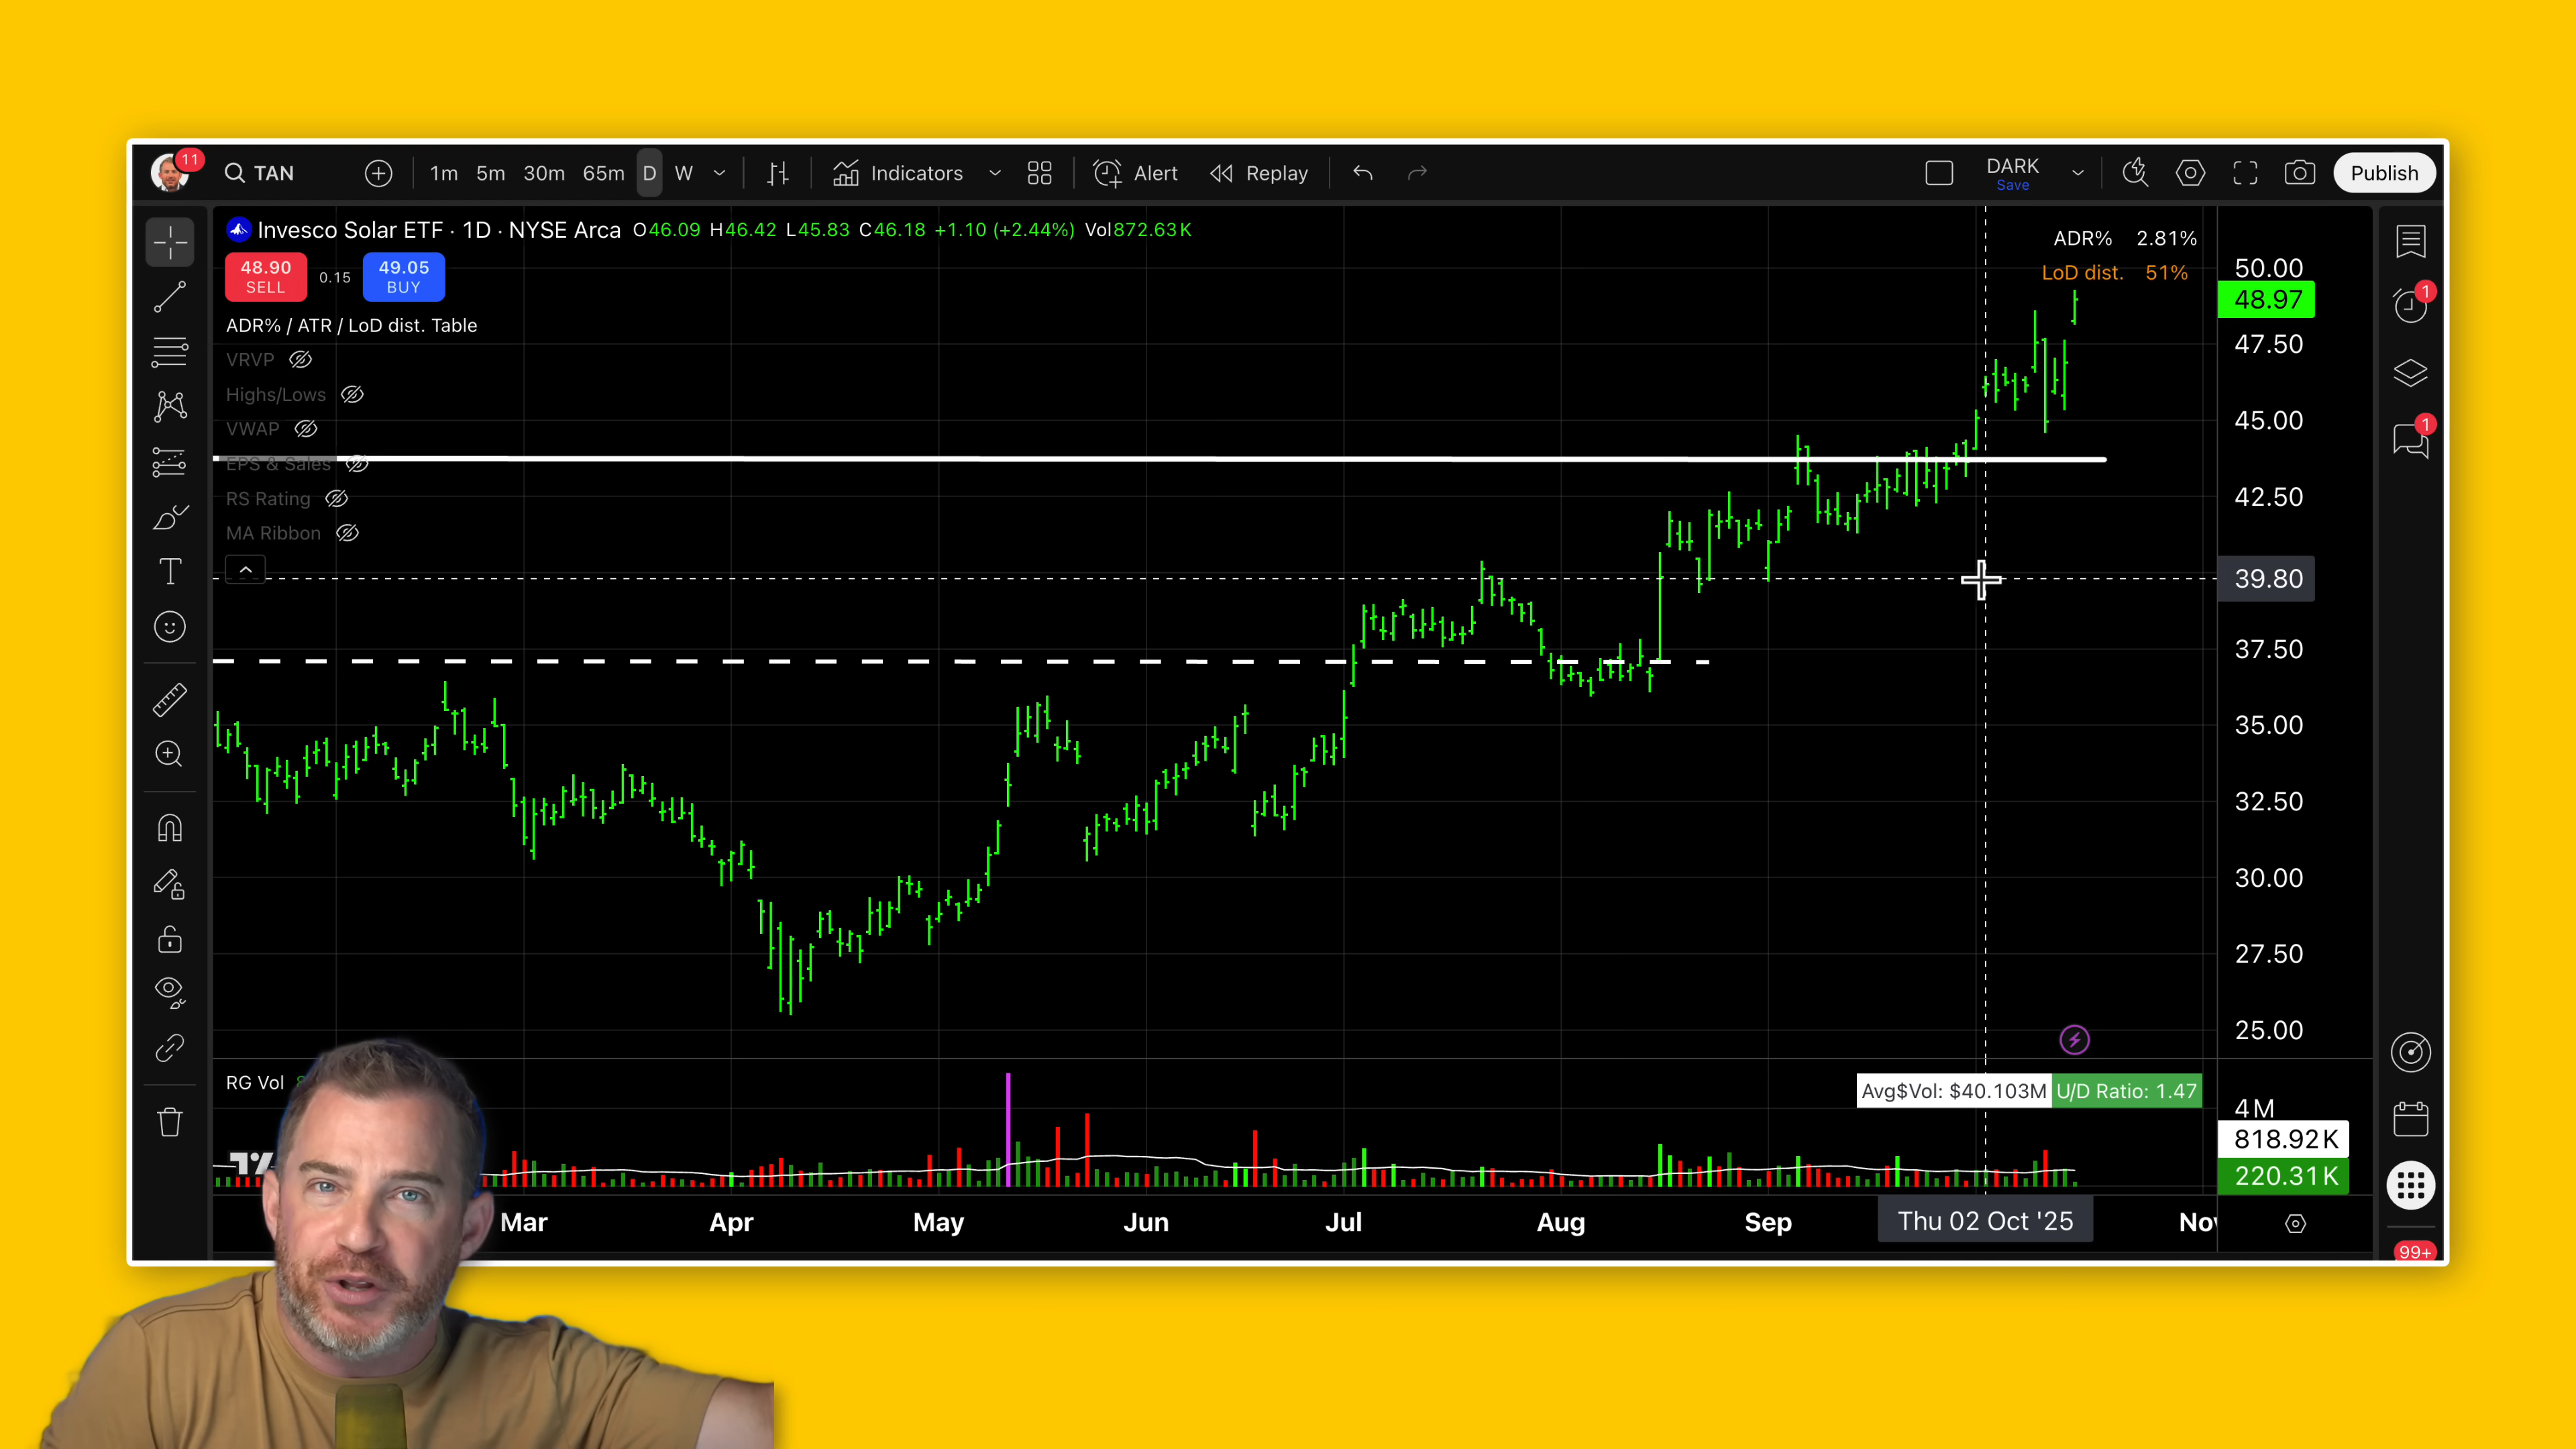 11
TAN
1m 5m 30m 65m D W
Indicators
Alert
Replay
DARK
Save
Publish
Invesco Solar ETF · 1D · NYSE Arca O46.09 H46.42 L45.83 C46.18 +1.10 (+2.44%) Vol872.63K
48.90
SELL
0.15
49.05
BUY
ADR% / ATR / LoD dist. Table
VRVP
Highs/Lows
VWAP
EPS & Sales
RS Rating
MA Ribbon
ADR% 2.81%
LoD dist. 51%
50.00
48.97
47.50
45.00
42.50
39.80
37.50
35.00
32.50
30.00
27.50
25.00
1
1
RG Vol
Avg$Vol: $40.103M U/D Ratio: 1.47
4M
818.92K
220.31K
Mar Apr May Jun Jul Aug Sep Thu 02 Oct '25
99+